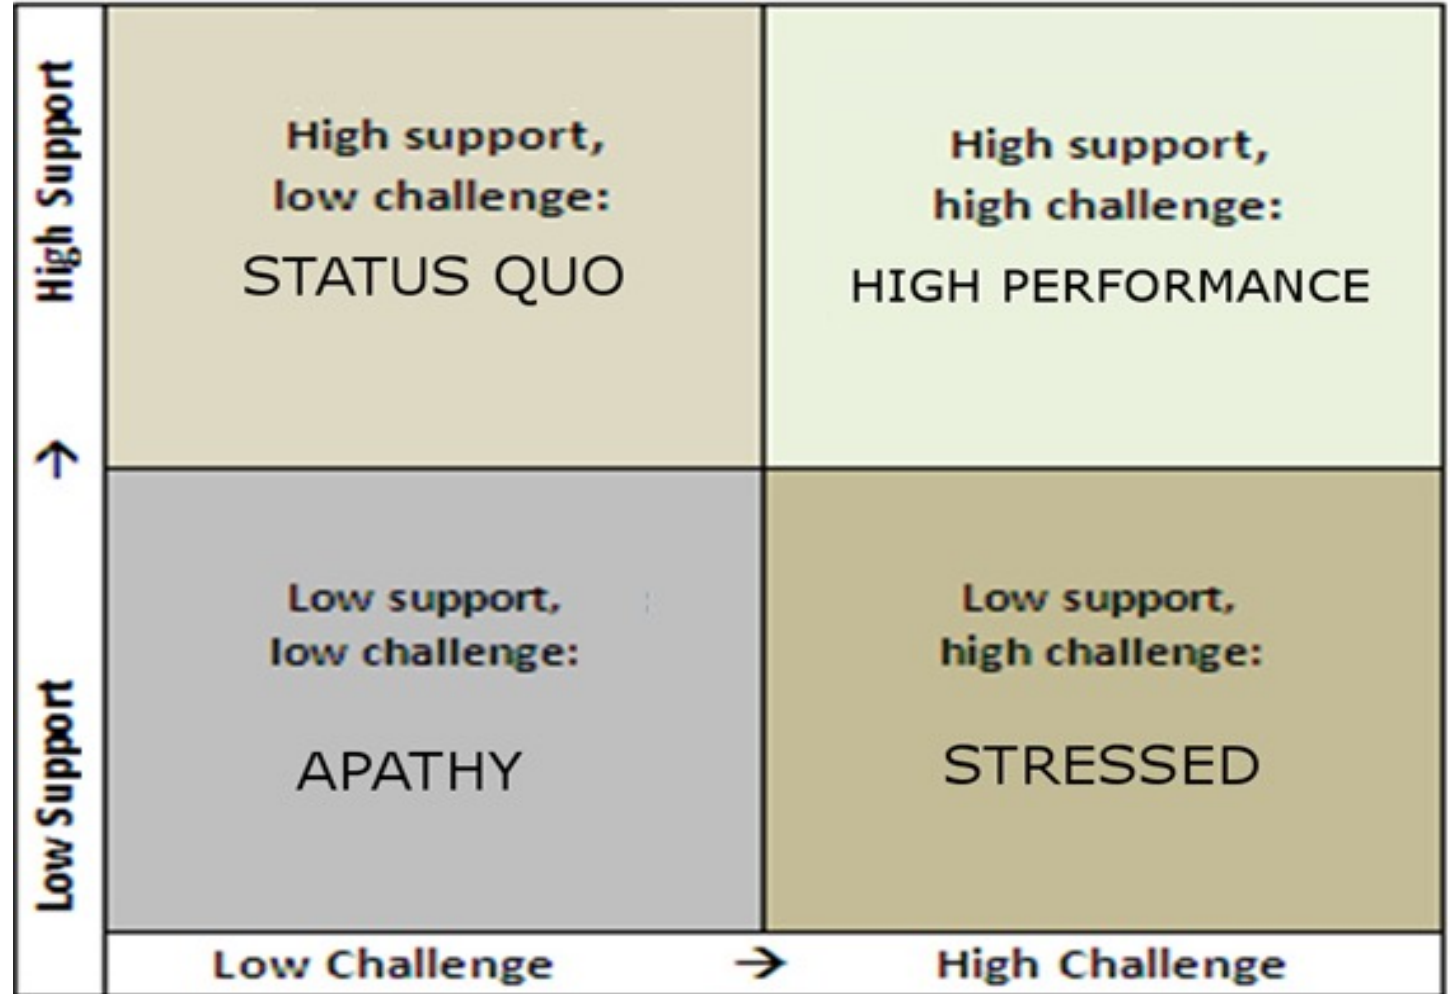 High Support
↑
Low Support
High support,
low challenge:
STATUS QUO
High support,
high challenge:
HIGH PERFORMANCE
Low support,
low challenge:
APATHY
Low support,
high challenge:
STRESSED
Low Challenge → High Challenge